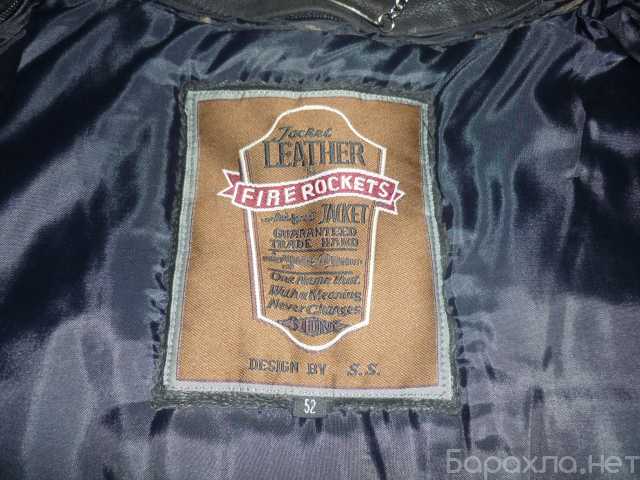 Jacket
LEATHER
FIRE ROCKETS
JACKET
GUARANTEED
TRADE HAND
One Name that
With a Meaning
Never Changes
DESIGN BY S.S.
52
Барахла.нет